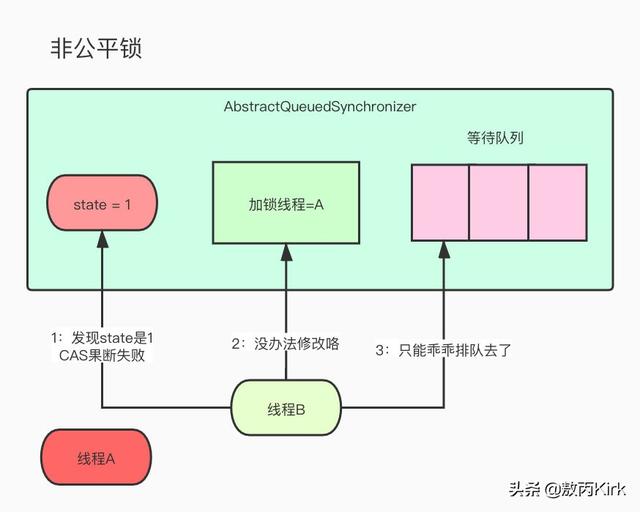 非公平锁
AbstractQueuedSynchronizer
等待队列
state = 1
加锁线程=A
1：发现state是1
CAS果断失败
2：没办法修改咯
3：只能乖乖排队去了
线程B
线程A
头条 @敖丙Kirk